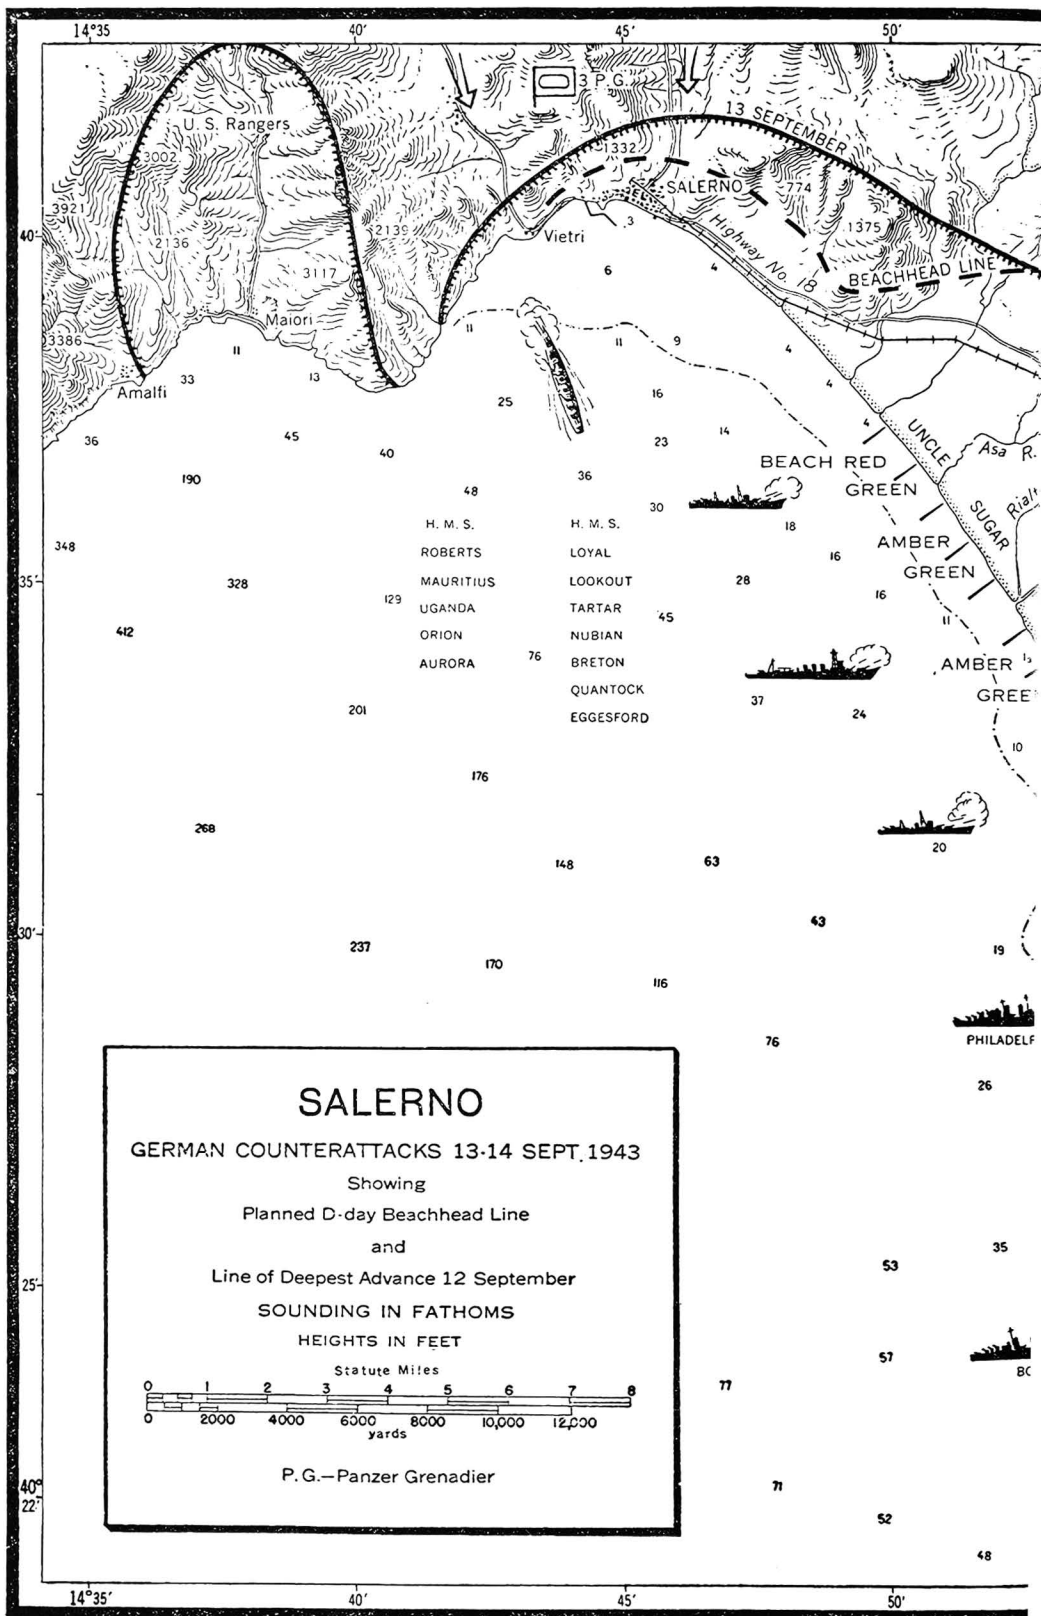 14°35′ 40′ 45′ 50′
3 P.G.
U. S. Rangers
13 SEPTEMBER
3002
1332
SALERNO
774
3921
2139
1375
40′
2136
Vietri
3
Highway No. 18
3117
6
4
BEACHHEAD LINE
Maiori
3386
11
11
11
9
4
Amalfi
33
13
4
25
16
4
36
45
23
14
UNCLE
40
Asa R.
BEACH RED
190
48
36
GREEN
30
SUGAR
18
H. M. S.
ROBERTS
MAURITIUS
UGANDA
ORION
AURORA
H. M. S.
LOYAL
LOOKOUT
TARTAR
NUBIAN
BRETON
QUANTOCK
EGGESFORD
348
AMBER
16
GREEN
35′
328
28
129
16
45
11
412
76
AMBER
37
201
24
10
176
268
20
148
63
43
30′
237
19
170
116
76
PHILADELF
26
SALERNO
GERMAN COUNTERATTACKS 13-14 SEPT. 1943
Showing
Planned D-day Beachhead Line
and
Line of Deepest Advance 12 September
SOUNDING IN FATHOMS
HEIGHTS IN FEET
Statute Miles
0 1 2 3 4 5 6 7 8
0 2000 4000 6000 8000 10,000 12,000
yards
P. G.—Panzer Grenadier
35
53
25′
57
BO
77
40°
22′
71
52
48
14°35′ 40′ 45′ 50′